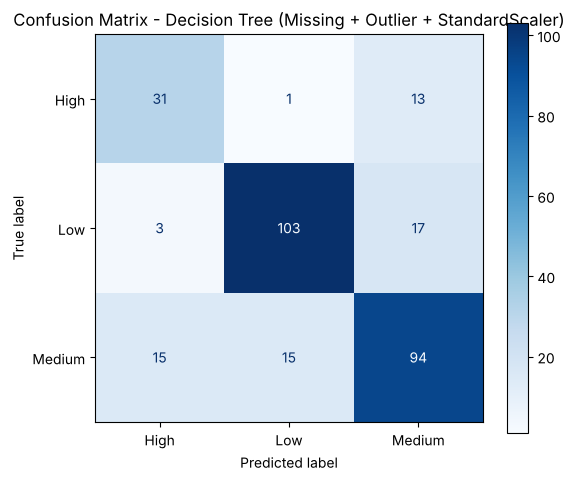 Confusion Matrix - Decision Tree (Missing + Outlier + StandardScaler)
True label
High
31 1 13
Low
3 103 17
Medium
15 15 94
High Low Medium
Predicted label
100
80
60
40
20